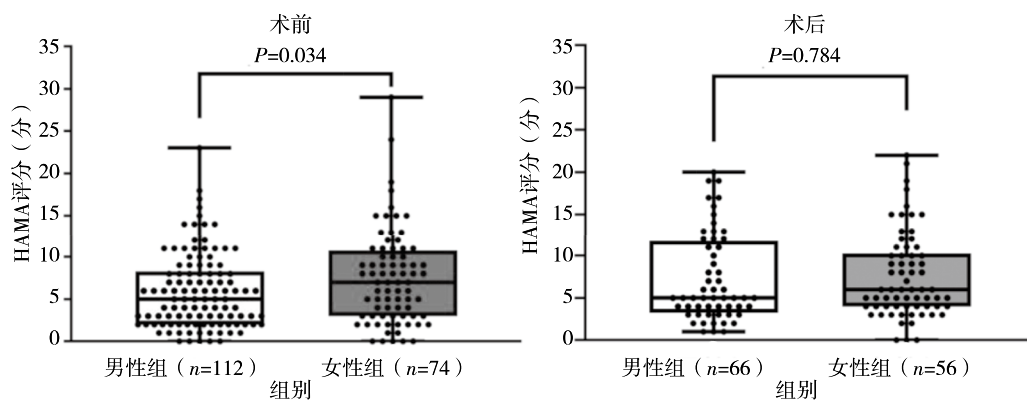 术前
P=0.034
HAMA评分（分）
35
30
25
20
15
10
5
0
男性组（n=112）
女性组（n=74）
组别
术后
P=0.784
HAMA评分（分）
35
30
25
20
15
10
5
0
男性组（n=66）
女性组（n=56）
组别